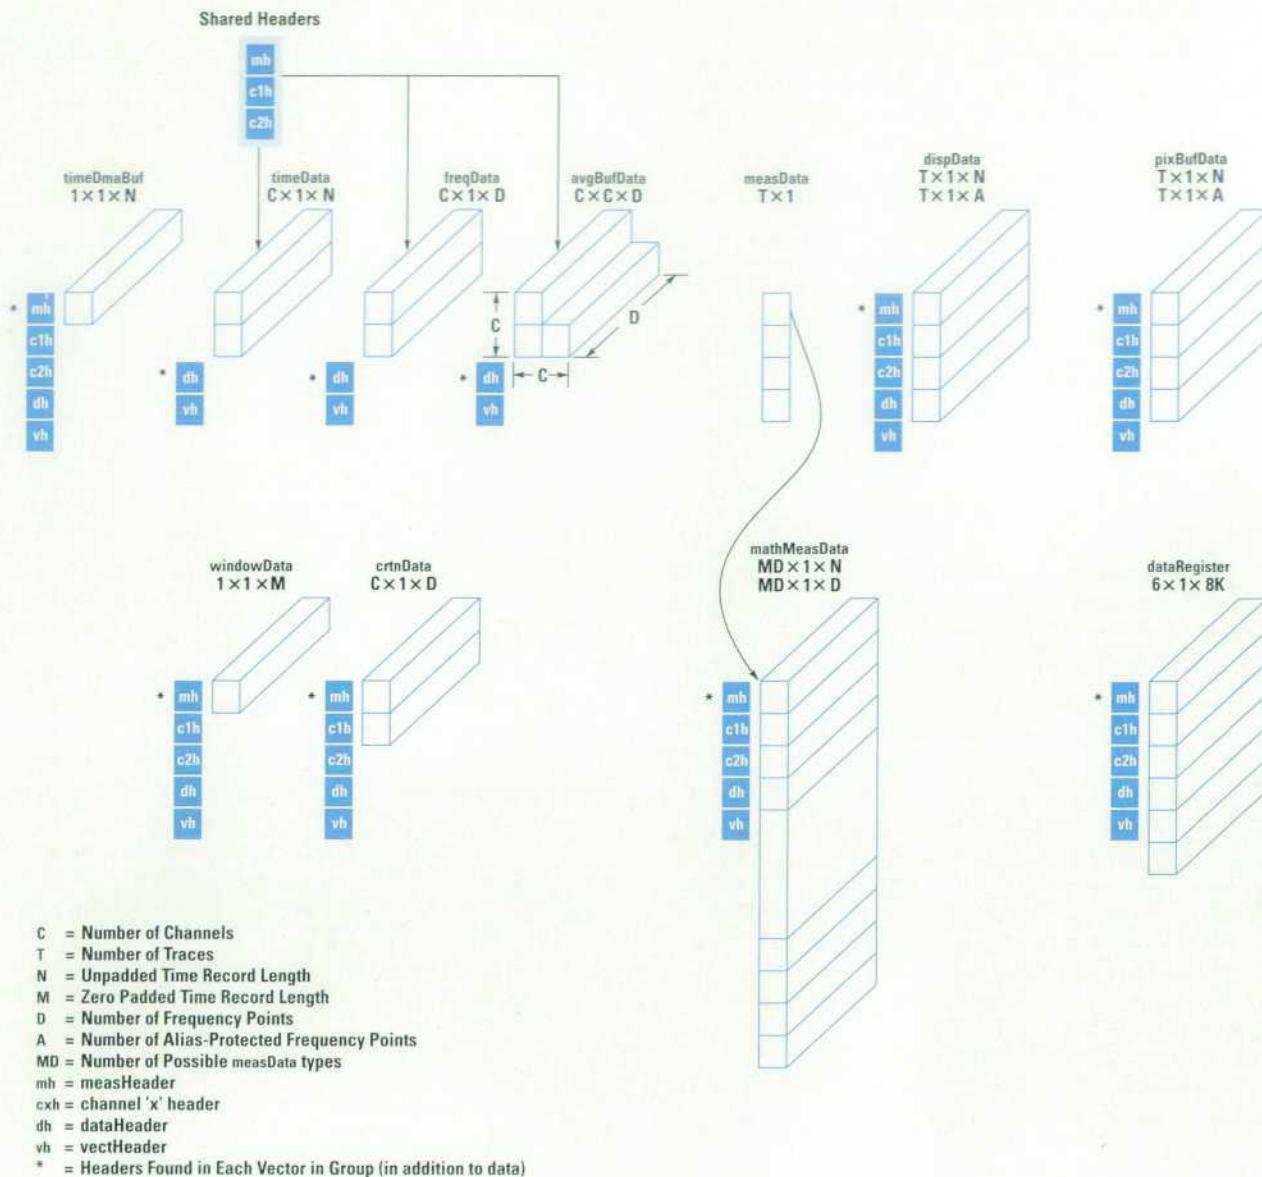 Shared Headers
mh
c1h
c2h
timeDmaBuf
1×1×N
timeData
C×1×N
freqData
C×1×D
avgBufData
C×C×D
measData
T×1
dispData
T×1×N
T×1×A
pixBufData
T×1×N
T×1×A
* mh
c1h
c2h
dh
vh
* dh
vh
* dh
vh
* dh
vh
C
C
D
* mh
c1h
c2h
dh
vh
* mh
c1h
c2h
dh
vh
windowData
1×1×M
crtnData
C×1×D
mathMeasData
MD×1×N
MD×1×D
dataRegister
6×1×8K
* mh
c1h
c2h
dh
vh
* mh
c1h
c2h
dh
vh
* mh
c1h
c2h
dh
vh
* mh
c1h
c2h
dh
vh
C = Number of Channels
T = Number of Traces
N = Unpadded Time Record Length
M = Zero Padded Time Record Length
D = Number of Frequency Points
A = Number of Alias-Protected Frequency Points
MD = Number of Possible measData types
mh = measHeader
cxh = channel 'x' header
dh = dataHeader
vh = vectHeader
* = Headers Found in Each Vector in Group (in addition to data)